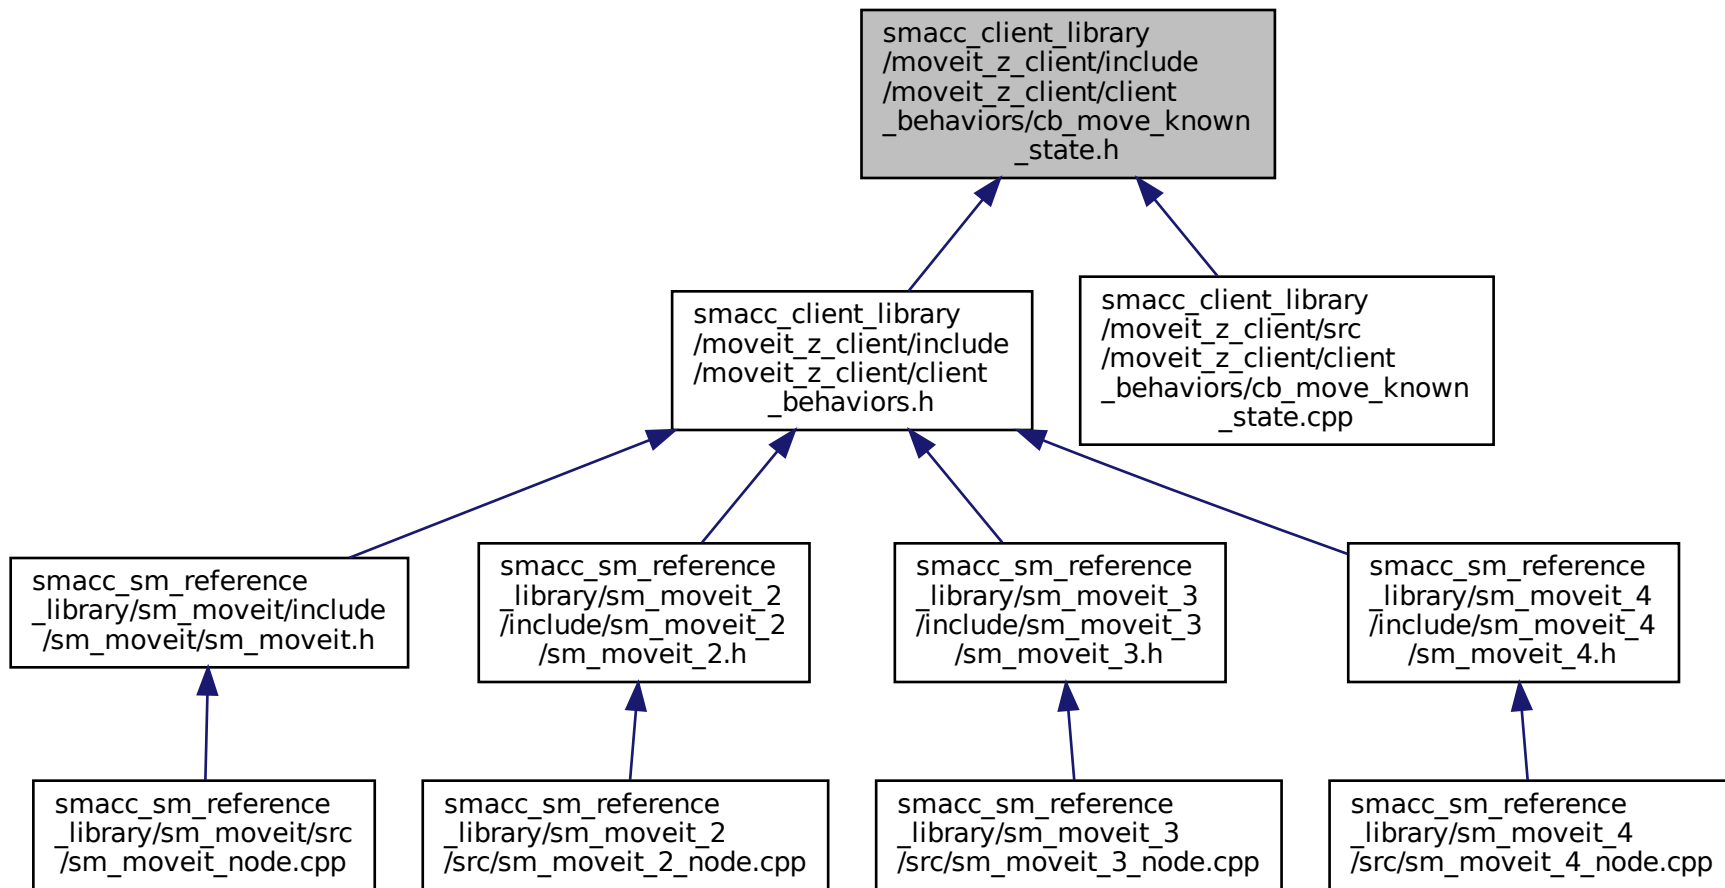 smacc_client_library
/moveit_z_client/include
/moveit_z_client/client
_behaviors/cb_move_known
_state.h
smacc_client_library
/moveit_z_client/include
/moveit_z_client/client
_behaviors.h
smacc_client_library
/moveit_z_client/src
/moveit_z_client/client
_behaviors/cb_move_known
_state.cpp
smacc_sm_reference
_library/sm_moveit/include
/sm_moveit/sm_moveit.h
smacc_sm_reference
_library/sm_moveit_2
/include/sm_moveit_2
/sm_moveit_2.h
smacc_sm_reference
_library/sm_moveit_3
/include/sm_moveit_3
/sm_moveit_3.h
smacc_sm_reference
_library/sm_moveit_4
/include/sm_moveit_4
/sm_moveit_4.h
smacc_sm_reference
_library/sm_moveit/src
/sm_moveit_node.cpp
smacc_sm_reference
_library/sm_moveit_2
/src/sm_moveit_2_node.cpp
smacc_sm_reference
_library/sm_moveit_3
/src/sm_moveit_3_node.cpp
smacc_sm_reference
_library/sm_moveit_4
/src/sm_moveit_4_node.cpp